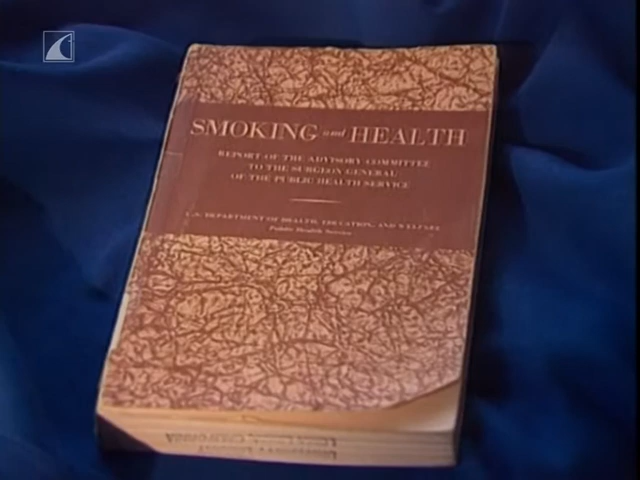 SMOKING and HEALTH
REPORT OF THE ADVISORY COMMITTEE
TO THE SURGEON GENERAL
OF THE PUBLIC HEALTH SERVICE
U.S. DEPARTMENT OF HEALTH, EDUCATION, AND WELFARE
Public Health Service